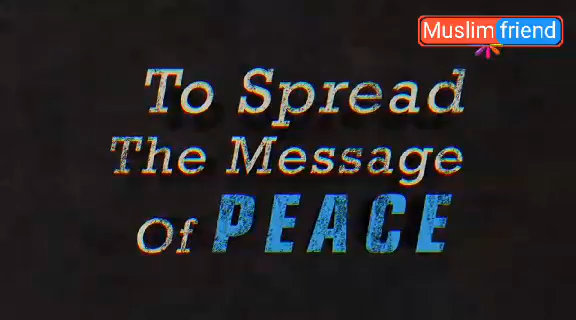 Muslim friend
To Spread
The Message
Of PEACE